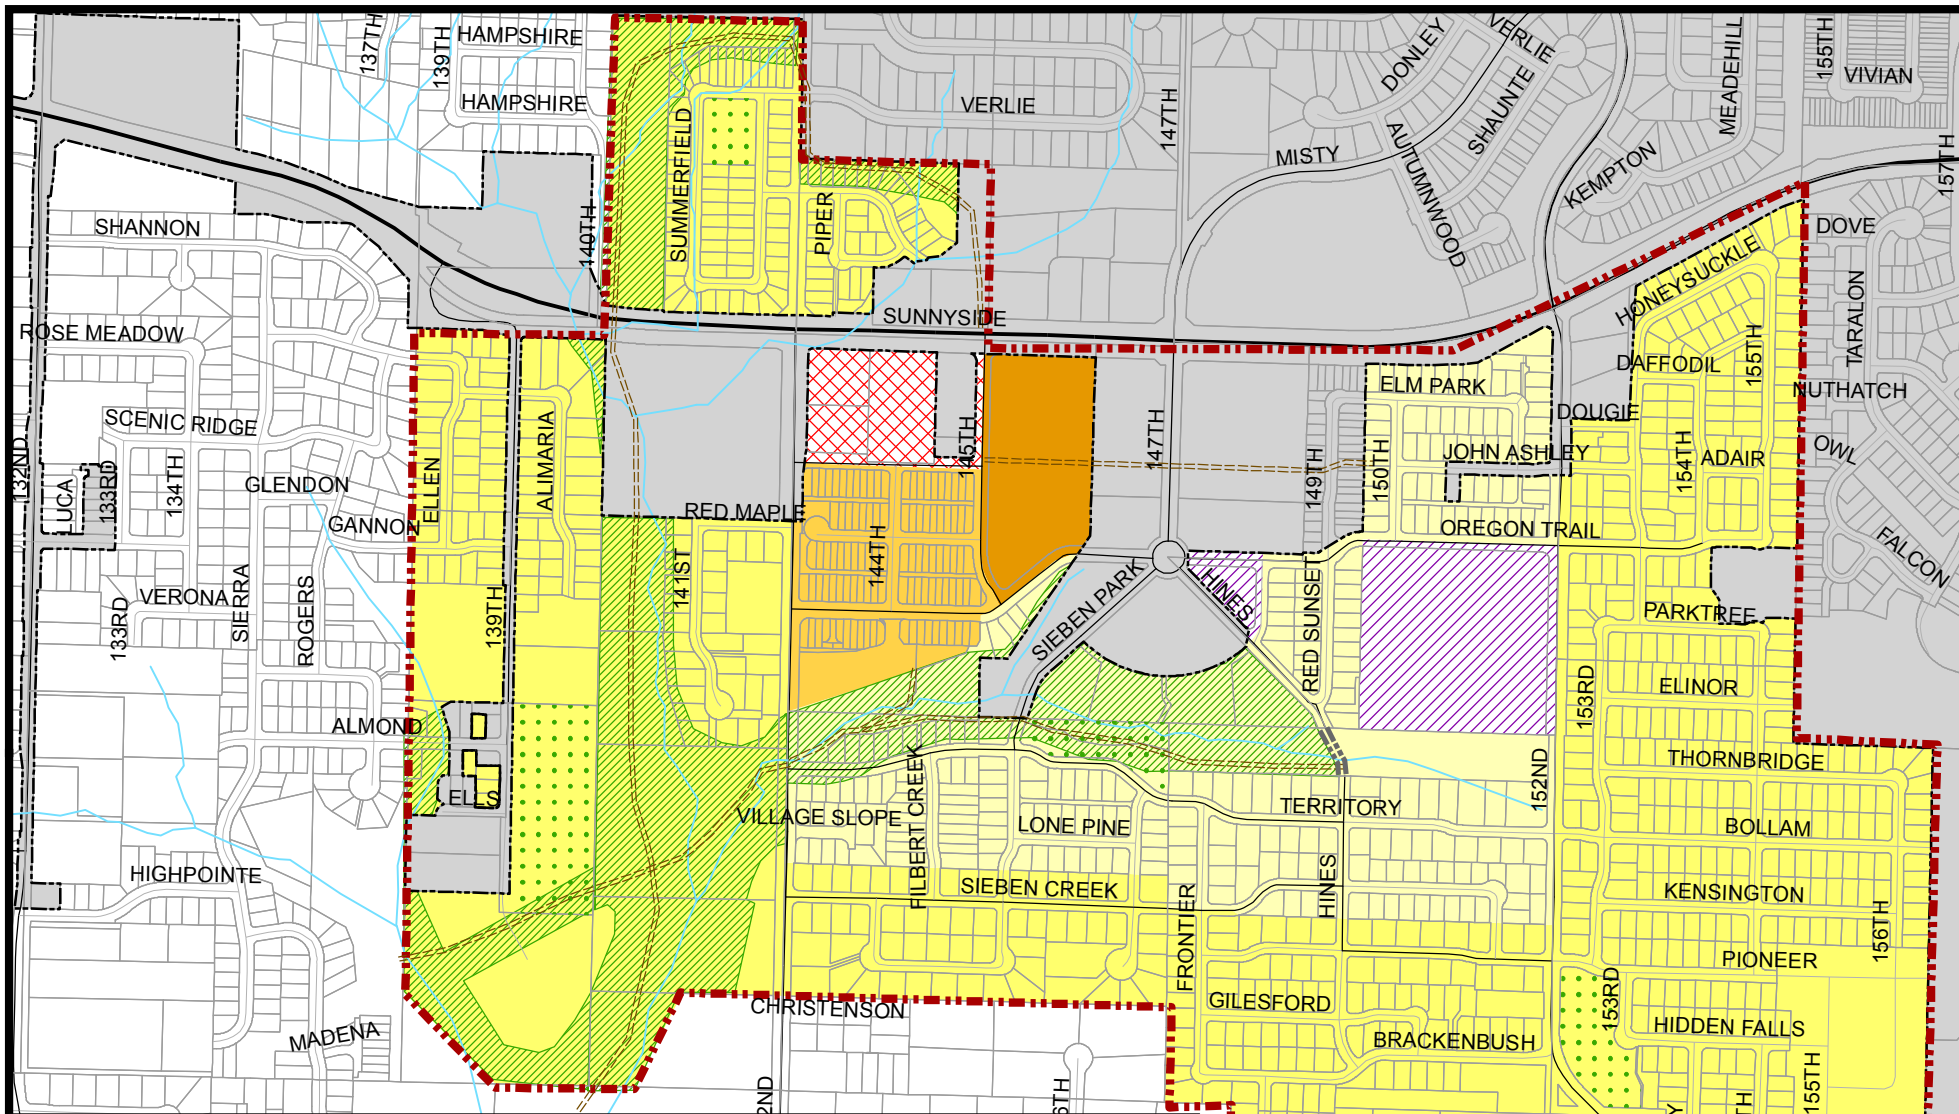 137TH
139TH
HAMPSHIRE
HAMPSHIRE
VERLIE
147TH
DONLEY
VERLIE
SHAUNTE
MEADEHILL
155TH
VIVIAN
157TH
MISTY
AUTUMNWOOD
KEMPTON
SHANNON
140TH
SUMMERFIELD
PIPER
DOVE
HONEYSUCKLE
TARALON
SUNNYSIDE
ROSE MEADOW
DAFFODIL
155TH
ELM PARK
NUTHATCH
SCENIC RIDGE
DOUGIE
ALIMARIA
145TH
147TH
JOHN ASHLEY
OWL
132ND
133RD
134TH
GLENDON
ELLEN
149TH
150TH
154TH
ADAIR
LUCA
GANNON
RED MAPLE
OREGON TRAIL
144TH
FALCON
141ST
VERONA
SIERRA
ROGERS
139TH
133RD
SIEBEN PARK
HINES
RED SUNSET
PARKTREE
ELINOR
153RD
ALMOND
THORNBRIDGE
152ND
ELLS
VILLAGE SLOPE
FILBERT CREEK
LONE PINE
TERRITORY
BOLLAM
HIGHPOINTE
SIEBEN CREEK
FRONTIER
HINES
KENSINGTON
156TH
PIONEER
CHRISTENSON
GILESFORD
153RD
HIDDEN FALLS
MADENA
BRACKENBUSH
155TH
2ND
6TH
Y
TH